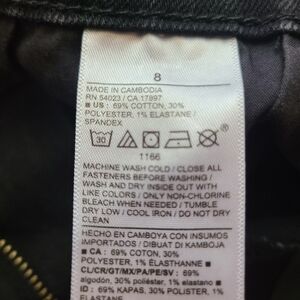 8
MADE IN CAMBODIA
RN 54023 / CA 17897
■ US : 69% COTTON, 30%
POLYESTER, 1% ELASTANE /
SPANDEX
30
1166
MACHINE WASH COLD / CLOSE ALL
FASTENERS BEFORE WASHING /
WASH AND DRY INSIDE OUT WITH
LIKE COLORS / ONLY NON-CHLORINE
BLEACH WHEN NEEDED / TUMBLE
DRY LOW / COOL IRON / DO NOT DRY
CLEAN
HECHO EN CAMBOYA CON INSUMOS
IMPORTADOS / DIBUAT DI KAMBOJA
■ CA : 69% COTON, 30%
POLYESTER, 1% ELASTHANNE ■
CL/CR/GT/MX/PA/PE/SV : 69%
algodón, 30% poliéster, 1% elastano
■ ID : 69% KAPAS, 30% POLIESTER, 1%
ELASTAN